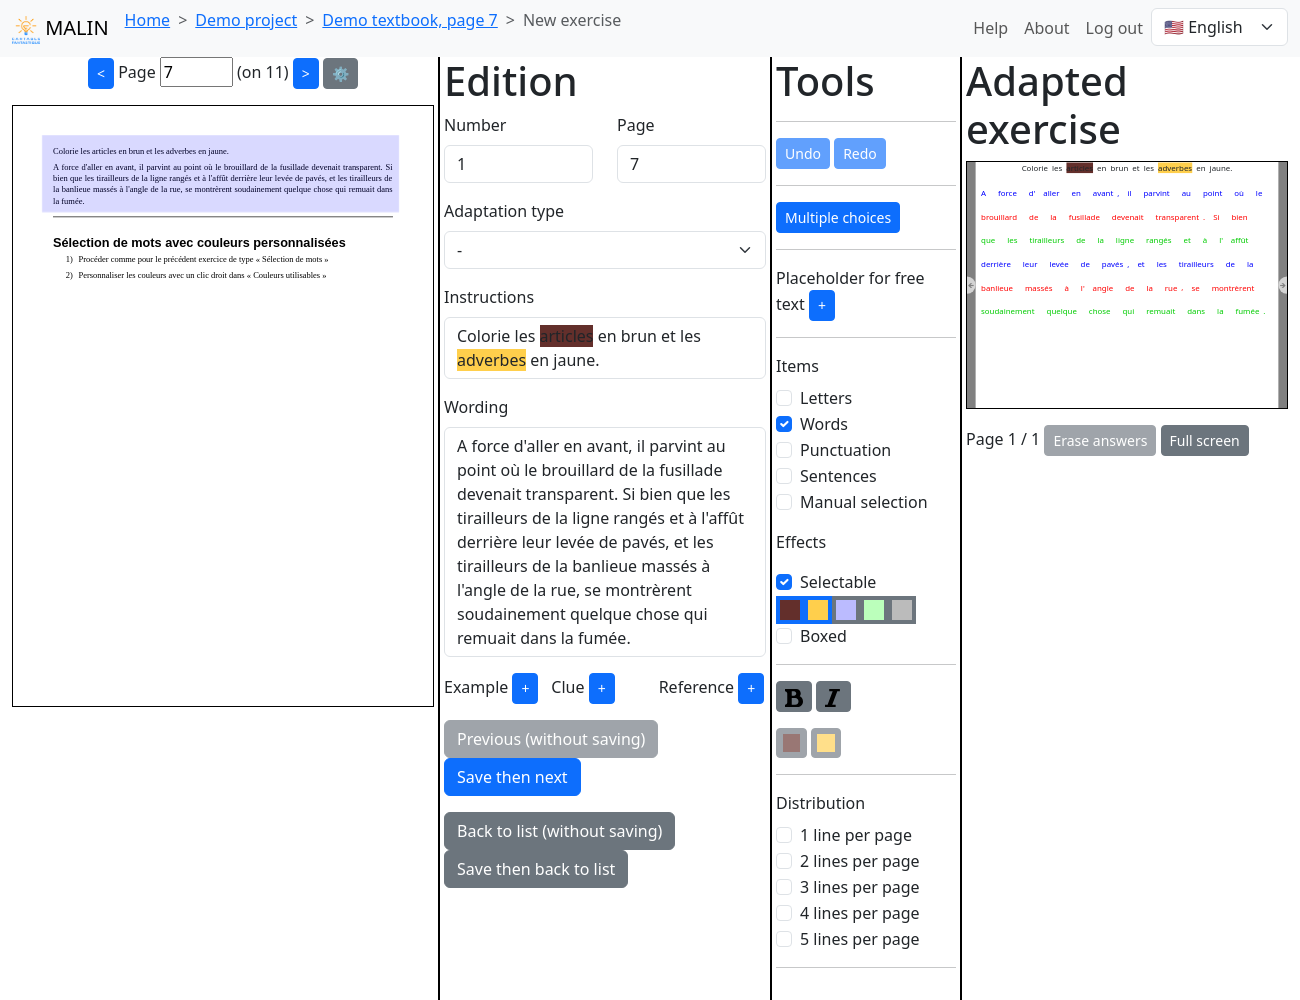 MALIN
Home > Demo project > Demo textbook, page 7 > New exercise
Help About Log out 🇺🇸 English
< Page 7 (on 11) > ⚙️
Colorie les articles en brun et les adverbes en jaune.
A force d'aller en avant, il parvint au point où le brouillard de la fusillade devenait transparent. Si
bien que les tirailleurs de la ligne rangés et à l'affût derrière leur levée de pavés, et les tirailleurs de
la banlieue massés à l'angle de la rue, se montrèrent soudainement quelque chose qui remuait dans
la fumée.
Sélection de mots avec couleurs personnalisées
1) Procéder comme pour le précédent exercice de type « Sélection de mots »
2) Personnaliser les couleurs avec un clic droit dans « Couleurs utilisables »
Edition
Number Page
1 7
Adaptation type
-
Instructions
Colorie les articles en brun et les
adverbes en jaune.
Wording
A force d'aller en avant, il parvint au
point où le brouillard de la fusillade
devenait transparent. Si bien que les
tirailleurs de la ligne rangés et à l'affût
derrière leur levée de pavés, et les
tirailleurs de la banlieue massés à
l'angle de la rue, se montrèrent
soudainement quelque chose qui
remuait dans la fumée.
Example + Clue + Reference +
Previous (without saving)
Save then next
Back to list (without saving)
Save then back to list
Tools
Undo Redo
Multiple choices
Placeholder for free
text +
Items
Letters
Words
Punctuation
Sentences
Manual selection
Effects
Selectable
Boxed
B I
Distribution
1 line per page
2 lines per page
3 lines per page
4 lines per page
5 lines per page
Adapted
exercise
Colorie les articles en brun et les adverbes en jaune.
A force d' aller en avant , il parvint au point où le
brouillard de la fusillade devenait transparent . Si bien
que les tirailleurs de la ligne rangés et à l' affût
derrière leur levée de pavés , et les tirailleurs de la
banlieue massés à l' angle de la rue , se montrèrent
soudainement quelque chose qui remuait dans la fumée .
Page 1 / 1 Erase answers Full screen